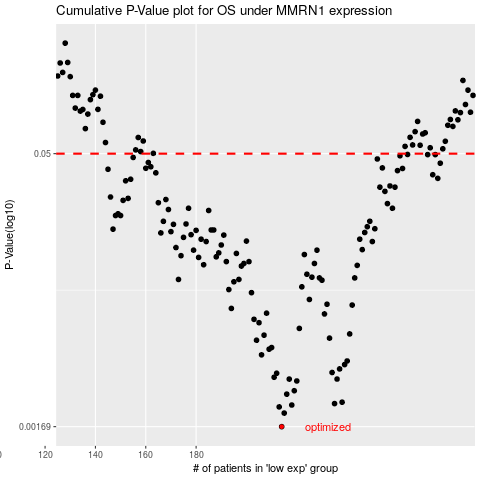 Cumulative P-Value plot for OS under MMRN1 expression
P-Value(log10)
0.05
0.00169
optimized
0 120 140 160 180
# of patients in 'low exp' group